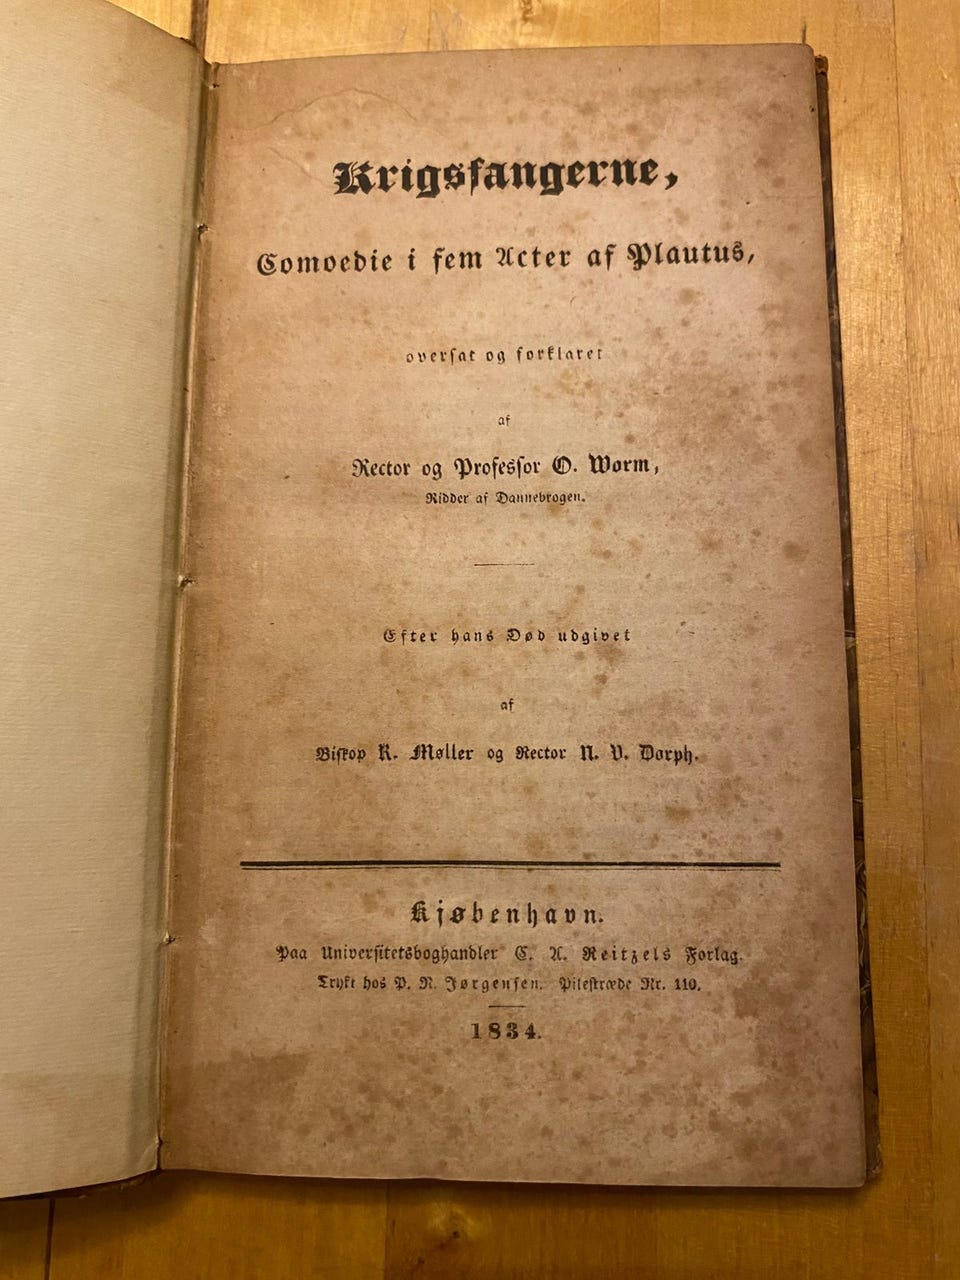 Krigsfangerne,
Comoedie i fem Acter af Plautus,
oversat og forklaret
af
Rector og Professor O. Worm,
Ridder af Dannebrogen.
Efter hans Død udgivet
af
Biskop R. Møller og Rector N. V. Dorph.
Kjøbenhavn.
Paa Universitetsboghandler C. A. Reitzels Forlag.
Trykt hos P. N. Jørgensen. Pilestræde Nr. 110.
1834.